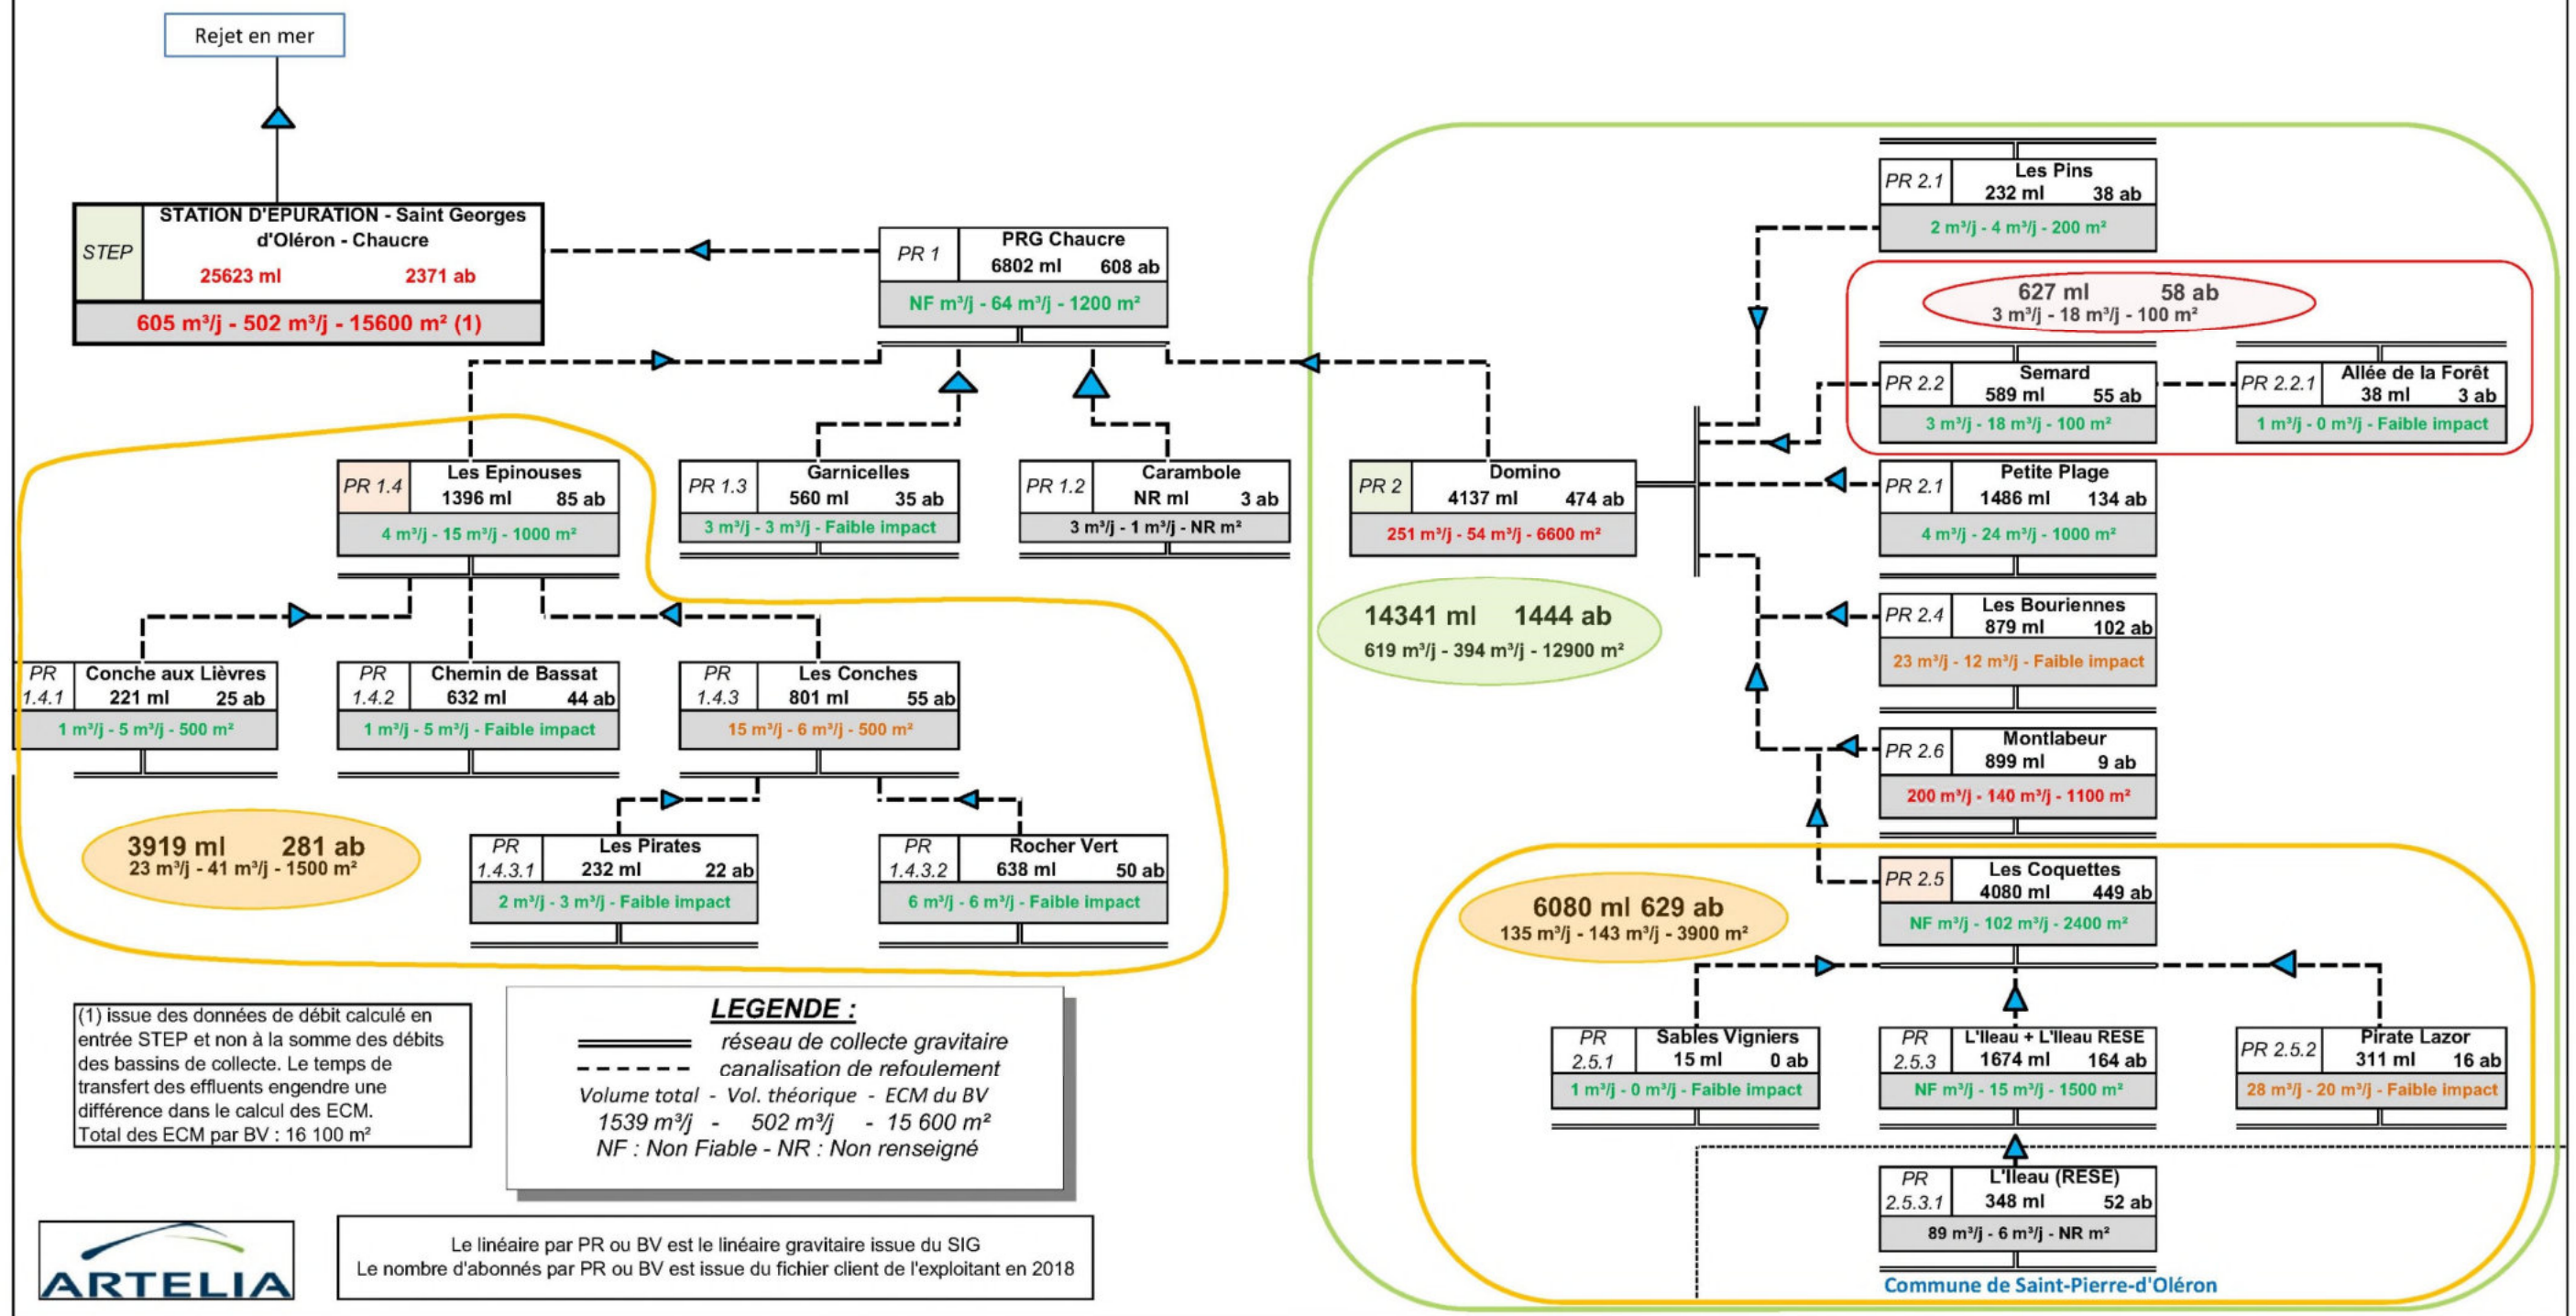 Rejet en mer
STEP
STATION D'EPURATION - Saint Georges
d'Oléron - Chaucre
25623 ml 2371 ab
605 m³/j - 502 m³/j - 15600 m² (1)
PR 1
PRG Chaucre
6802 ml 608 ab
NF m³/j - 64 m³/j - 1200 m²
PR 2.1
Les Pins
232 ml 38 ab
2 m³/j - 4 m³/j - 200 m²
627 ml 58 ab
3 m³/j - 18 m³/j - 100 m²
PR 2.2
Semard
589 ml 55 ab
3 m³/j - 18 m³/j - 100 m²
PR 2.2.1
Allée de la Forêt
38 ml 3 ab
1 m³/j - 0 m³/j - Faible impact
PR 1.4
Les Epinouses
1396 ml 85 ab
4 m³/j - 15 m³/j - 1000 m²
PR 1.3
Garnicelles
560 ml 35 ab
3 m³/j - 3 m³/j - Faible impact
PR 1.2
Carambole
NR ml 3 ab
3 m³/j - 1 m³/j - NR m²
PR 2
Domino
4137 ml 474 ab
251 m³/j - 54 m³/j - 6600 m²
PR 2.1
Petite Plage
1486 ml 134 ab
4 m³/j - 24 m³/j - 1000 m²
14341 ml 1444 ab
619 m³/j - 394 m³/j - 12900 m²
PR 2.4
Les Bouriennes
879 ml 102 ab
23 m³/j - 12 m³/j - Faible impact
PR
1.4.1
Conche aux Lièvres
221 ml 25 ab
1 m³/j - 5 m³/j - 500 m²
PR
1.4.2
Chemin de Bassat
632 ml 44 ab
1 m³/j - 5 m³/j - Faible impact
PR
1.4.3
Les Conches
801 ml 55 ab
15 m³/j - 6 m³/j - 500 m²
PR 2.6
Montlabeur
899 ml 9 ab
200 m³/j - 140 m³/j - 1100 m²
3919 ml 281 ab
23 m³/j - 41 m³/j - 1500 m²
PR
1.4.3.1
Les Pirates
232 ml 22 ab
2 m³/j - 3 m³/j - Faible impact
PR
1.4.3.2
Rocher Vert
638 ml 50 ab
6 m³/j - 6 m³/j - Faible impact
6080 ml 629 ab
135 m³/j - 143 m³/j - 3900 m²
PR 2.5
Les Coquettes
4080 ml 449 ab
NF m³/j - 102 m³/j - 2400 m²
PR
2.5.1
Sables Vigniers
15 ml 0 ab
1 m³/j - 0 m³/j - Faible impact
PR
2.5.3
L'Ileau + L'Ileau RESE
1674 ml 164 ab
NF m³/j - 15 m³/j - 1500 m²
PR 2.5.2
Pirate Lazor
311 ml 16 ab
28 m³/j - 20 m³/j - Faible impact
PR
2.5.3.1
L'Ileau (RESE)
348 ml 52 ab
89 m³/j - 6 m³/j - NR m²
Commune de Saint-Pierre-d'Oléron
(1) issue des données de débit calculé en
entrée STEP et non à la somme des débits
des bassins de collecte. Le temps de
transfert des effluents engendre une
différence dans le calcul des ECM.
Total des ECM par BV : 16 100 m²
LEGENDE :
réseau de collecte gravitaire
canalisation de refoulement
Volume total - Vol. théorique - ECM du BV
1539 m³/j - 502 m³/j - 15 600 m²
NF : Non Fiable - NR : Non renseigné
ARTELIA
Le linéaire par PR ou BV est le linéaire gravitaire issue du SIG
Le nombre d'abonnés par PR ou BV est issue du fichier client de l'exploitant en 2018